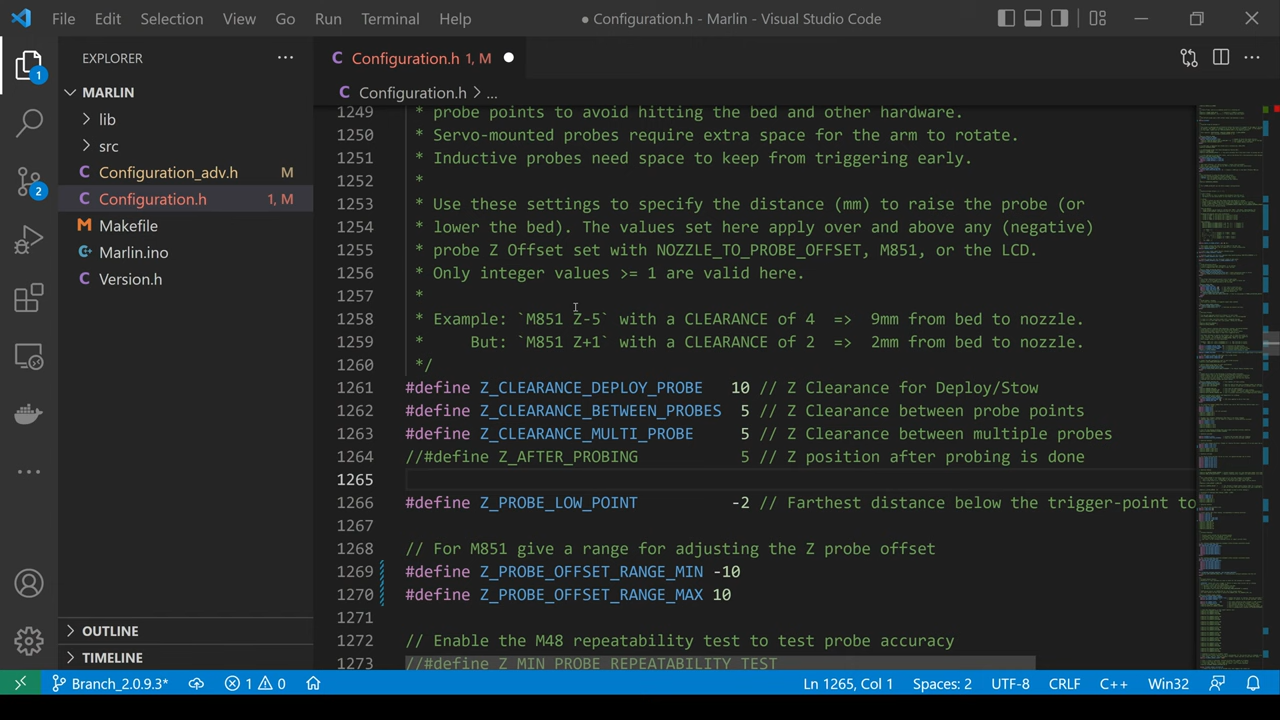 File Edit Selection View Go Run Terminal Help ● Configuration.h - Marlin - Visual Studio Code
EXPLORER
MARLIN
lib
src
Configuration_adv.h M
Configuration.h 1, M
Makefile
Marlin.ino
Version.h
OUTLINE
TIMELINE
1
2
Configuration.h 1, M
Configuration.h > ...
1249 * probe points to avoid hitting the bed and other hardware.
1250 * Servo-mounted probes require extra space for the arm to rotate.
1251 * Inductive probes need space to keep from triggering early.
1252 *
1253 * Use these settings to specify the distance (mm) to raise the probe (or
1254 * lower the bed). The values set here apply over and above any (negative)
1255 * probe Z Offset set with NOZZLE_TO_PROBE_OFFSET, M851, or the LCD.
1256 * Only integer values >= 1 are valid here.
1257 *
1258 * Example: `M851 Z-5` with a CLEARANCE of 4 => 9mm from bed to nozzle.
1259 * But: `M851 Z+1` with a CLEARANCE of 2 => 2mm from bed to nozzle.
1260 */
1261 #define Z_CLEARANCE_DEPLOY_PROBE 10 // Z Clearance for Deploy/Stow
1262 #define Z_CLEARANCE_BETWEEN_PROBES 5 // Z Clearance between probe points
1263 #define Z_CLEARANCE_MULTI_PROBE 5 // Z Clearance between multiple probes
1264 //#define Z_AFTER_PROBING 5 // Z position after probing is done
1265
1266 #define Z_PROBE_LOW_POINT -2 // Farthest distance below the trigger-point to
1267
1268 // For M851 give a range for adjusting the Z probe offset
1269 #define Z_PROBE_OFFSET_RANGE_MIN -10
1270 #define Z_PROBE_OFFSET_RANGE_MAX 10
1271
1272 // Enable the M48 repeatability test to test probe accuracy
1273 //#define Z_MIN_PROBE_REPEATABILITY_TEST
Branch_2.0.9.3* 1 0 Ln 1265, Col 1 Spaces: 2 UTF-8 CRLF C++ Win32